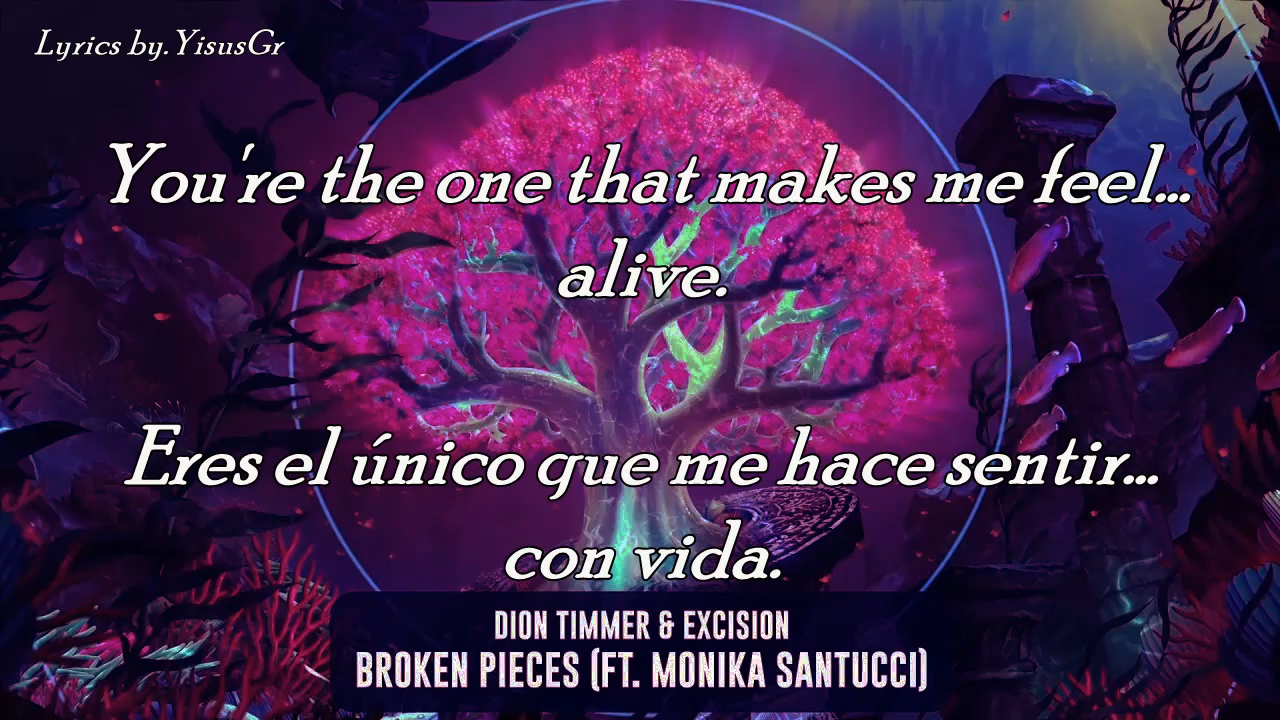 Lyrics by. YisusGr
You're the one that makes me feel...
alive.
Eres el único que me hace sentir...
con vida.
DION TIMMER & EXCISION
BROKEN PIECES (FT. MONIKA SANTUCCI)